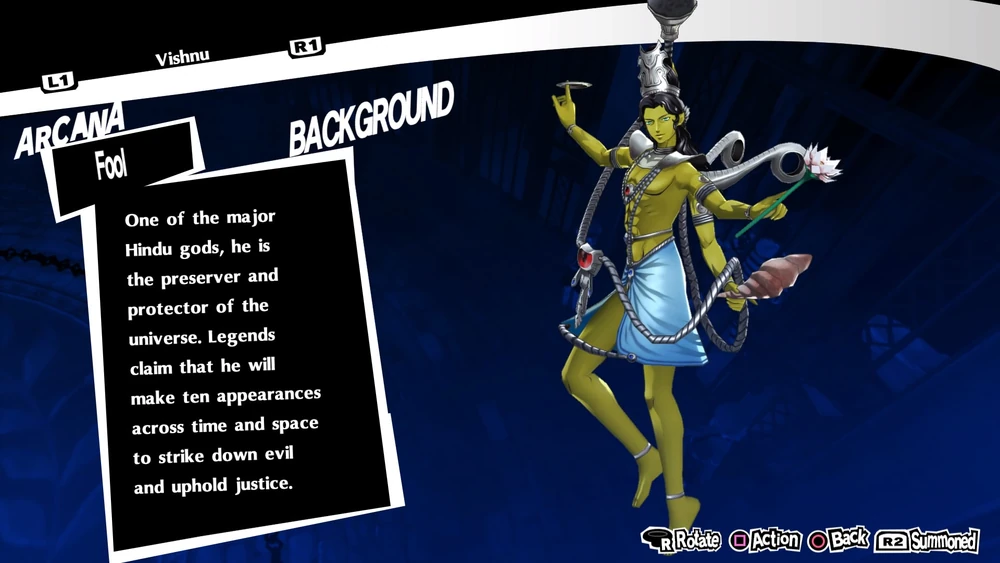 L1 Vishnu R1
ARCANA
Fool
BACKGROUND
One of the major
Hindu gods, he is
the preserver and
protector of the
universe. Legends
claim that he will
make ten appearances
across time and space
to strike down evil
and uphold justice.
R Rotate Action Back R2 Summoned